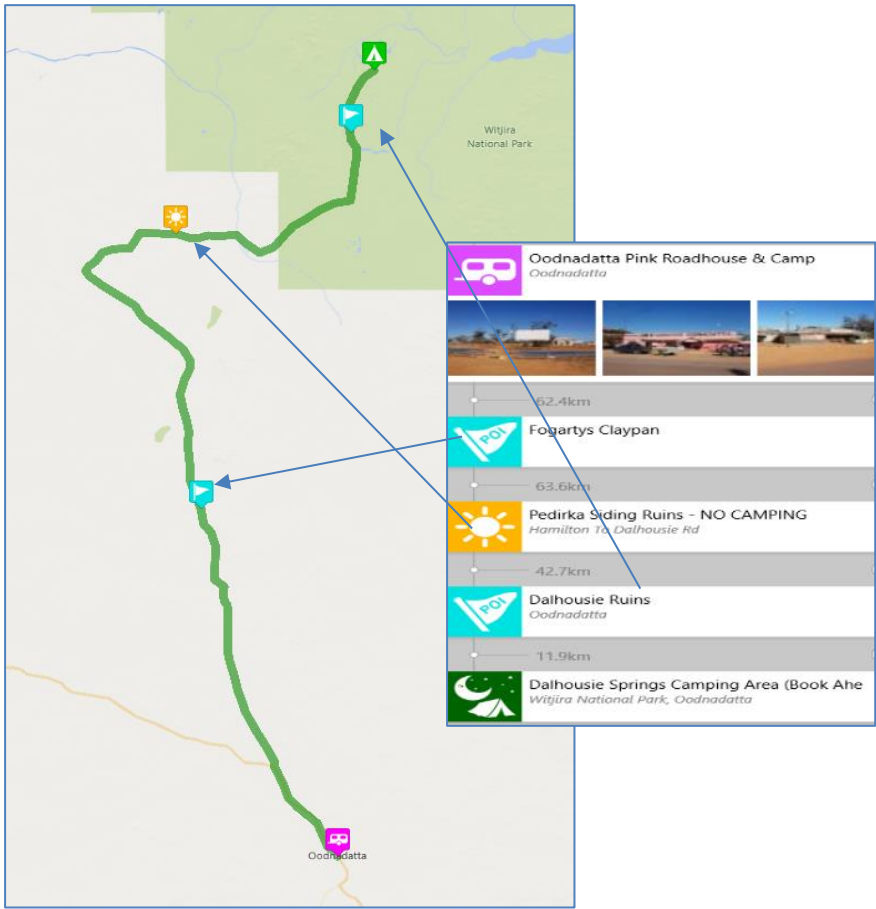 Witjira
National Park
Oodnadatta
Oodnadatta Pink Roadhouse & Camp
Oodnadatta
62.4km
POI
Fogartys Claypan
63.6km
Pedirka Siding Ruins - NO CAMPING
Hamilton To Dalhousie Rd
42.7km
POI
Dalhousie Ruins
Oodnadatta
11.9km
Dalhousie Springs Camping Area (Book Ahe
Witjira National Park, Oodnadatta